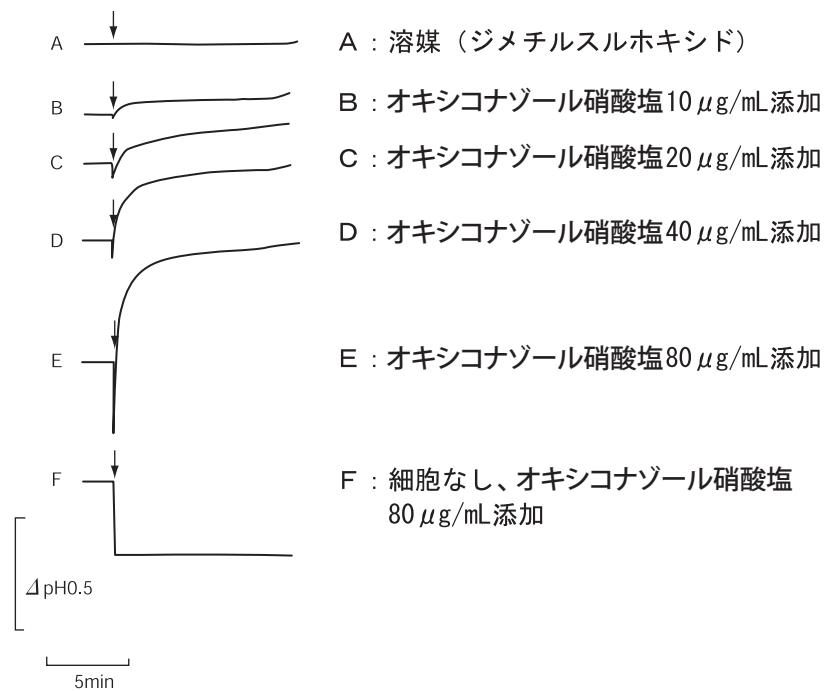 A
A : 溶媒（ジメチルスルホキシド）
B
B : オキシコナゾール硝酸塩10μg/mL添加
C
C : オキシコナゾール硝酸塩20μg/mL添加
D
D : オキシコナゾール硝酸塩40μg/mL添加
E
E : オキシコナゾール硝酸塩80μg/mL添加
F
F : 細胞なし、オキシコナゾール硝酸塩
80μg/mL添加
ΔpH0.5
5min